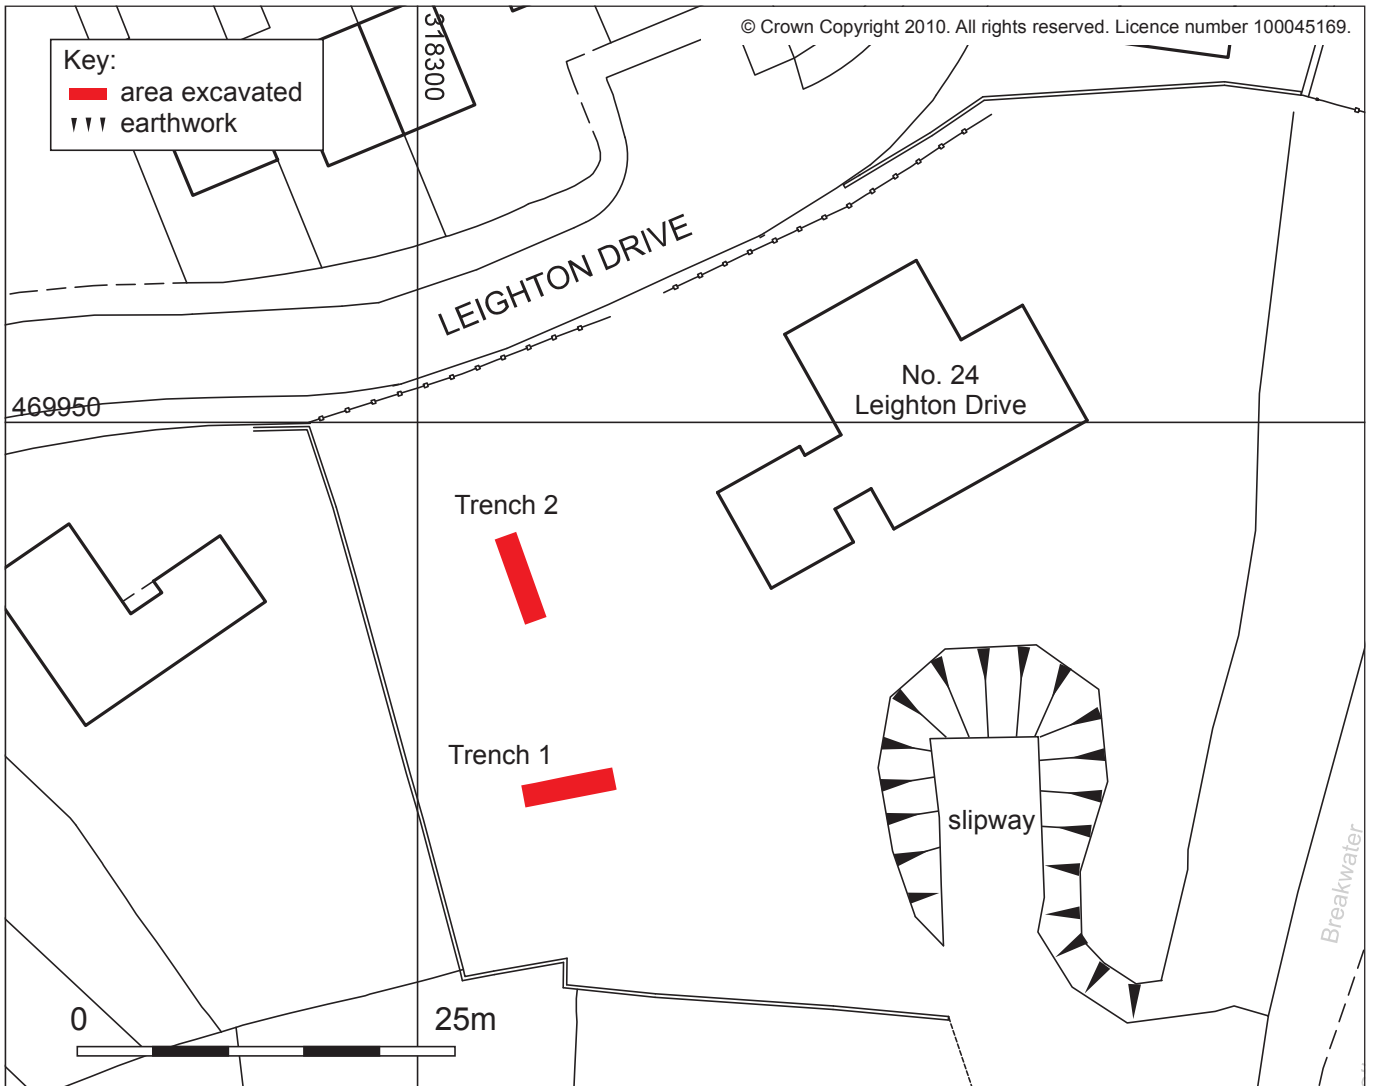 © Crown Copyright 2010. All rights reserved. Licence number 100045169.
Key:
area excavated
earthwork
318300
LEIGHTON DRIVE
No. 24
Leighton Drive
469950
Trench 2
Trench 1
slipway
Breakwater
0
25m